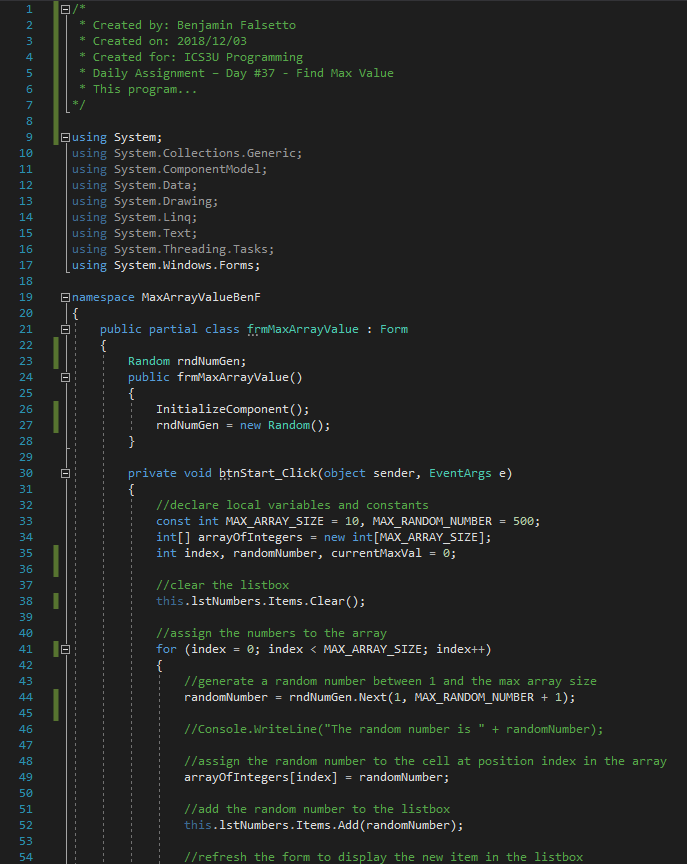 1 /*
2 * Created by: Benjamin Falsetto
3 * Created on: 2018/12/03
4 * Created for: ICS3U Programming
5 * Daily Assignment – Day #37 - Find Max Value
6 * This program...
7 */
8
9 using System;
10 using System.Collections.Generic;
11 using System.ComponentModel;
12 using System.Data;
13 using System.Drawing;
14 using System.Linq;
15 using System.Text;
16 using System.Threading.Tasks;
17 using System.Windows.Forms;
18
19 namespace MaxArrayValueBenF
20 {
21 public partial class frmMaxArrayValue : Form
22 {
23 Random rndNumGen;
24 public frmMaxArrayValue()
25 {
26 InitializeComponent();
27 rndNumGen = new Random();
28 }
29
30 private void btnStart_Click(object sender, EventArgs e)
31 {
32 //declare local variables and constants
33 const int MAX_ARRAY_SIZE = 10, MAX_RANDOM_NUMBER = 500;
34 int[] arrayOfIntegers = new int[MAX_ARRAY_SIZE];
35 int index, randomNumber, currentMaxVal = 0;
36
37 //clear the listbox
38 this.lstNumbers.Items.Clear();
39
40 //assign the numbers to the array
41 for (index = 0; index < MAX_ARRAY_SIZE; index++)
42 {
43 //generate a random number between 1 and the max array size
44 randomNumber = rndNumGen.Next(1, MAX_RANDOM_NUMBER + 1);
45
46 //Console.WriteLine("The random number is " + randomNumber);
47
48 //assign the random number to the cell at position index in the array
49 arrayOfIntegers[index] = randomNumber;
50
51 //add the random number to the listbox
52 this.lstNumbers.Items.Add(randomNumber);
53
54 //refresh the form to display the new item in the listbox